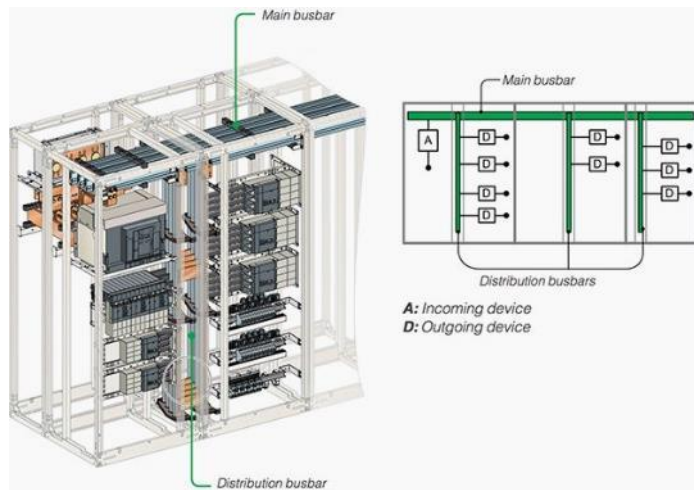 Main busbar
Main busbar
A
D
D
D
D
D
D
D
D
D
Distribution busbars
A: Incoming device
D: Outgoing device
Distribution busbar